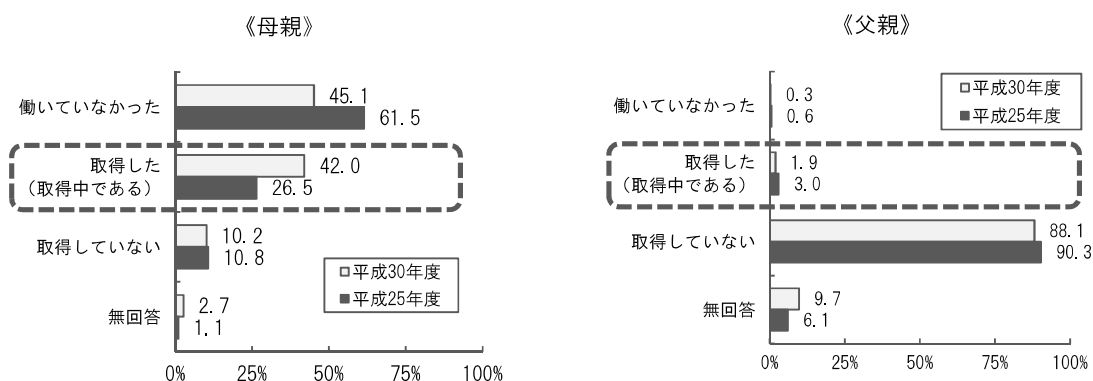 《母親》
働いていなかった
45.1
61.5
取得した
(取得中である)
42.0
26.5
取得していない
10.2
10.8
無回答
2.7
1.1
平成30年度
平成25年度
0%
25%
50%
75%
100%
《父親》
平成30年度
平成25年度
働いていなかった
0.3
0.6
取得した
(取得中である)
1.9
3.0
取得していない
88.1
90.3
無回答
9.7
6.1
0%
25%
50%
75%
100%